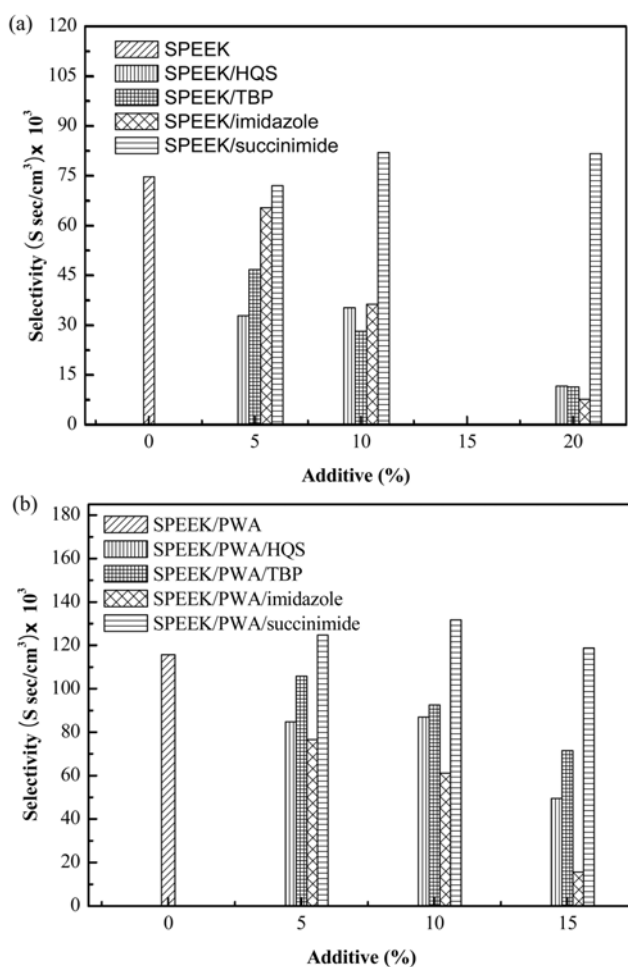 (a)
120
105
90
75
60
45
30
15
0
Selectivity (S sec/cm³) x 10³
SPEEK
SPEEK/HQS
SPEEK/TBP
SPEEK/imidazole
SPEEK/succinimide
0 5 10 15 20
Additive (%)
(b)
180
160
140
120
100
80
60
40
20
0
Selectivity (S sec/cm³) x 10³
SPEEK/PWA
SPEEK/PWA/HQS
SPEEK/PWA/TBP
SPEEK/PWA/imidazole
SPEEK/PWA/succinimide
0 5 10 15
Additive (%)